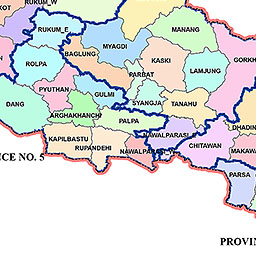 RUKUM_W
KOT
RUKUM_E
MANANG
MYAGDI
BAGLUNG
KASKI
ROLPA
LAMJUNG
GORKH
PARBAT
PYUTHAN
GULMI
DANG
SYANGJA
TANAHU
ARGHAKHANCHI
PALPA
DHADIN
KAPILBASTU
NAWALPARASI_E
CHITAWAN
RUPANDEHI
NAWALPARASI_W
MAKAWA
CE NO. 5
PARSA
PROVIN